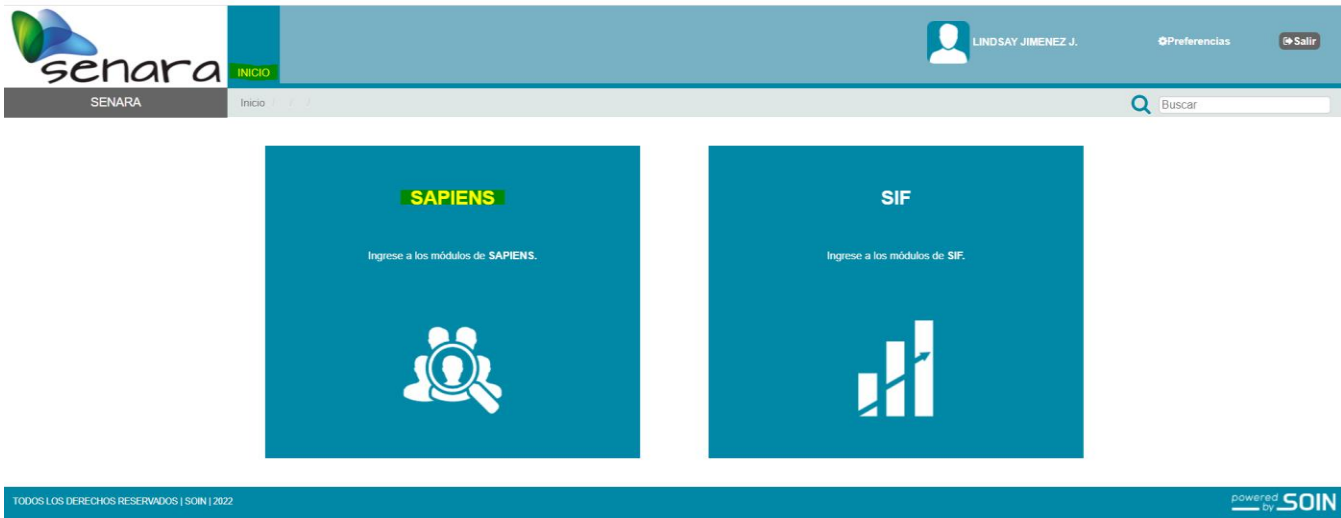 senara
INICIO
LINDSAY JIMENEZ J.
Preferencias
Salir
SENARA
Inicio / / /
Buscar
SAPIENS
Ingrese a los módulos de SAPIENS.
SIF
Ingrese a los módulos de SIF.
TODOS LOS DERECHOS RESERVADOS | SOIN | 2022
powered by SOIN